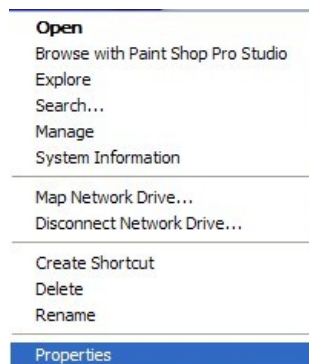 Open
Browse with Paint Shop Pro Studio
Explore
Search...
Manage
System Information
Map Network Drive...
Disconnect Network Drive...
Create Shortcut
Delete
Rename
Properties